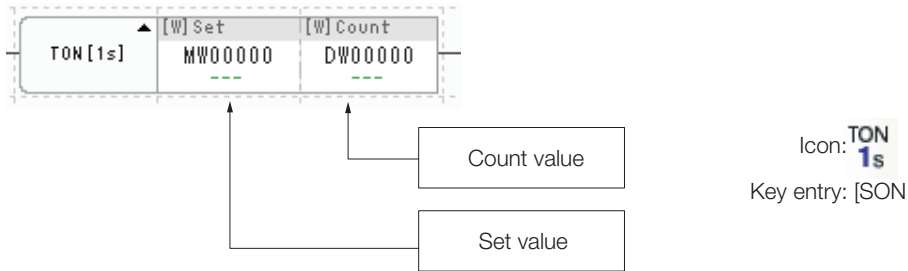 [W]Set [W]Count
TON[1s] MW00000 DW00000
--- ---
Count value
Set value
Icon: TON
1s
Key entry: [SON